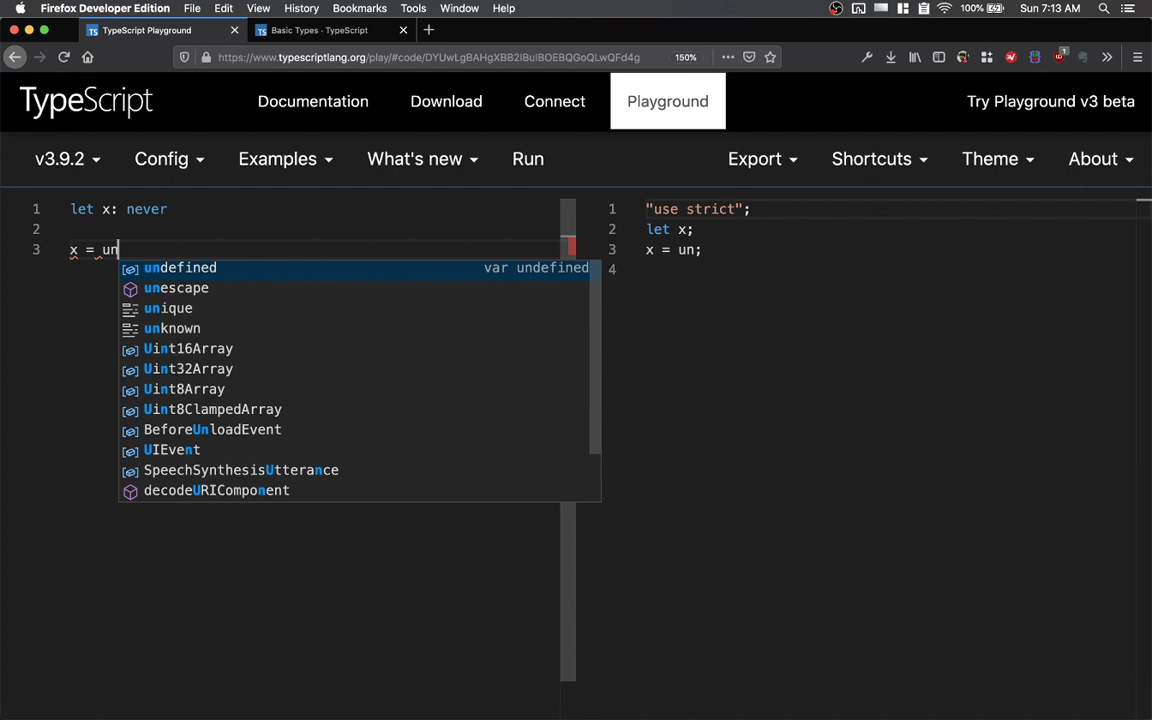 Firefox Developer Edition File Edit View History Bookmarks Tools Window Help 100% Sun 7:13 AM
TS TypeScript Playground TS Basic Types - TypeScript
https://www.typescriptlang.org/play/#code/DYUwLgBAHgXBB2IBulBOEBQGoQLwQFd4g 150% 1
TypeScript Documentation Download Connect Playground Try Playground v3 beta
v3.9.2 Config Examples What's new Run Export Shortcuts Theme About
1 let x: never
2
3 x = un
undefined var undefined
unescape
unique
unknown
Uint16Array
Uint32Array
Uint8Array
Uint8ClampedArray
BeforeUnloadEvent
UIEvent
SpeechSynthesisUtterance
decodeURIComponent
1 "use strict";
2 let x;
3 x = un;
4